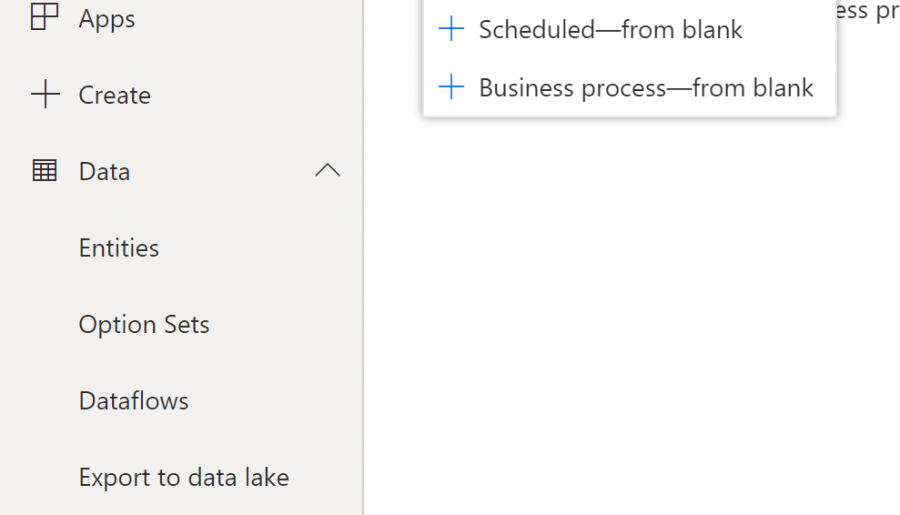 Apps
Create
Data
Entities
Option Sets
Dataflows
Export to data lake
Scheduled—from blank
Business process—from blank